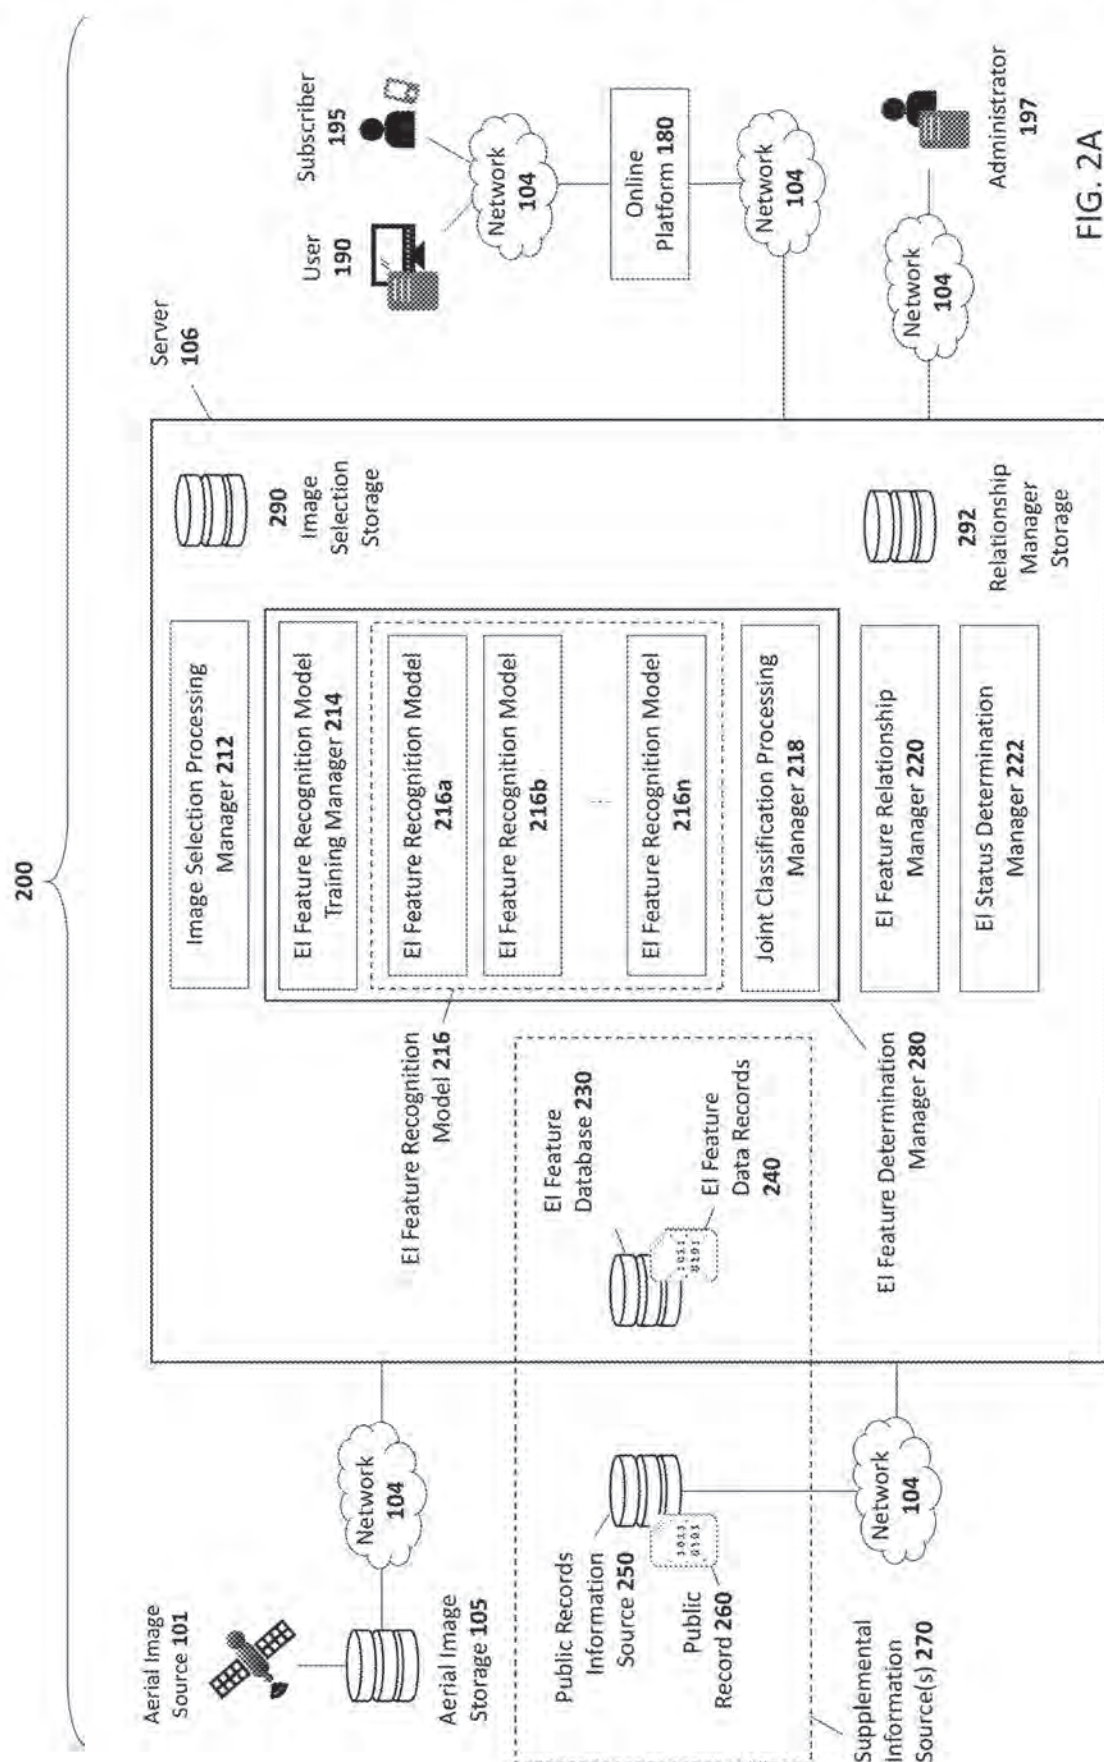 200
Aerial Image
Source 101
Aerial Image
Storage 105
Network
104
Public Records
Information
Source 250
Public
Record 260
Supplemental
Information
Source(s) 270
Network
104
Server
106
EI Feature Recognition
Model 216
EI Feature
Database 230
EI Feature
Data Records
240
EI Feature Determination
Manager 280
Image Selection Processing
Manager 212
EI Feature Recognition Model
Training Manager 214
EI Feature Recognition Model
216a
EI Feature Recognition Model
216b
EI Feature Recognition Model
216n
Joint Classification Processing
Manager 218
EI Feature Relationship
Manager 220
EI Status Determination
Manager 222
290
Image
Selection
Storage
292
Relationship
Manager
Storage
User
190
Subscriber
195
Network
104
Online
Platform 180
Network
104
Network
104
Administrator
197
FIG. 2A